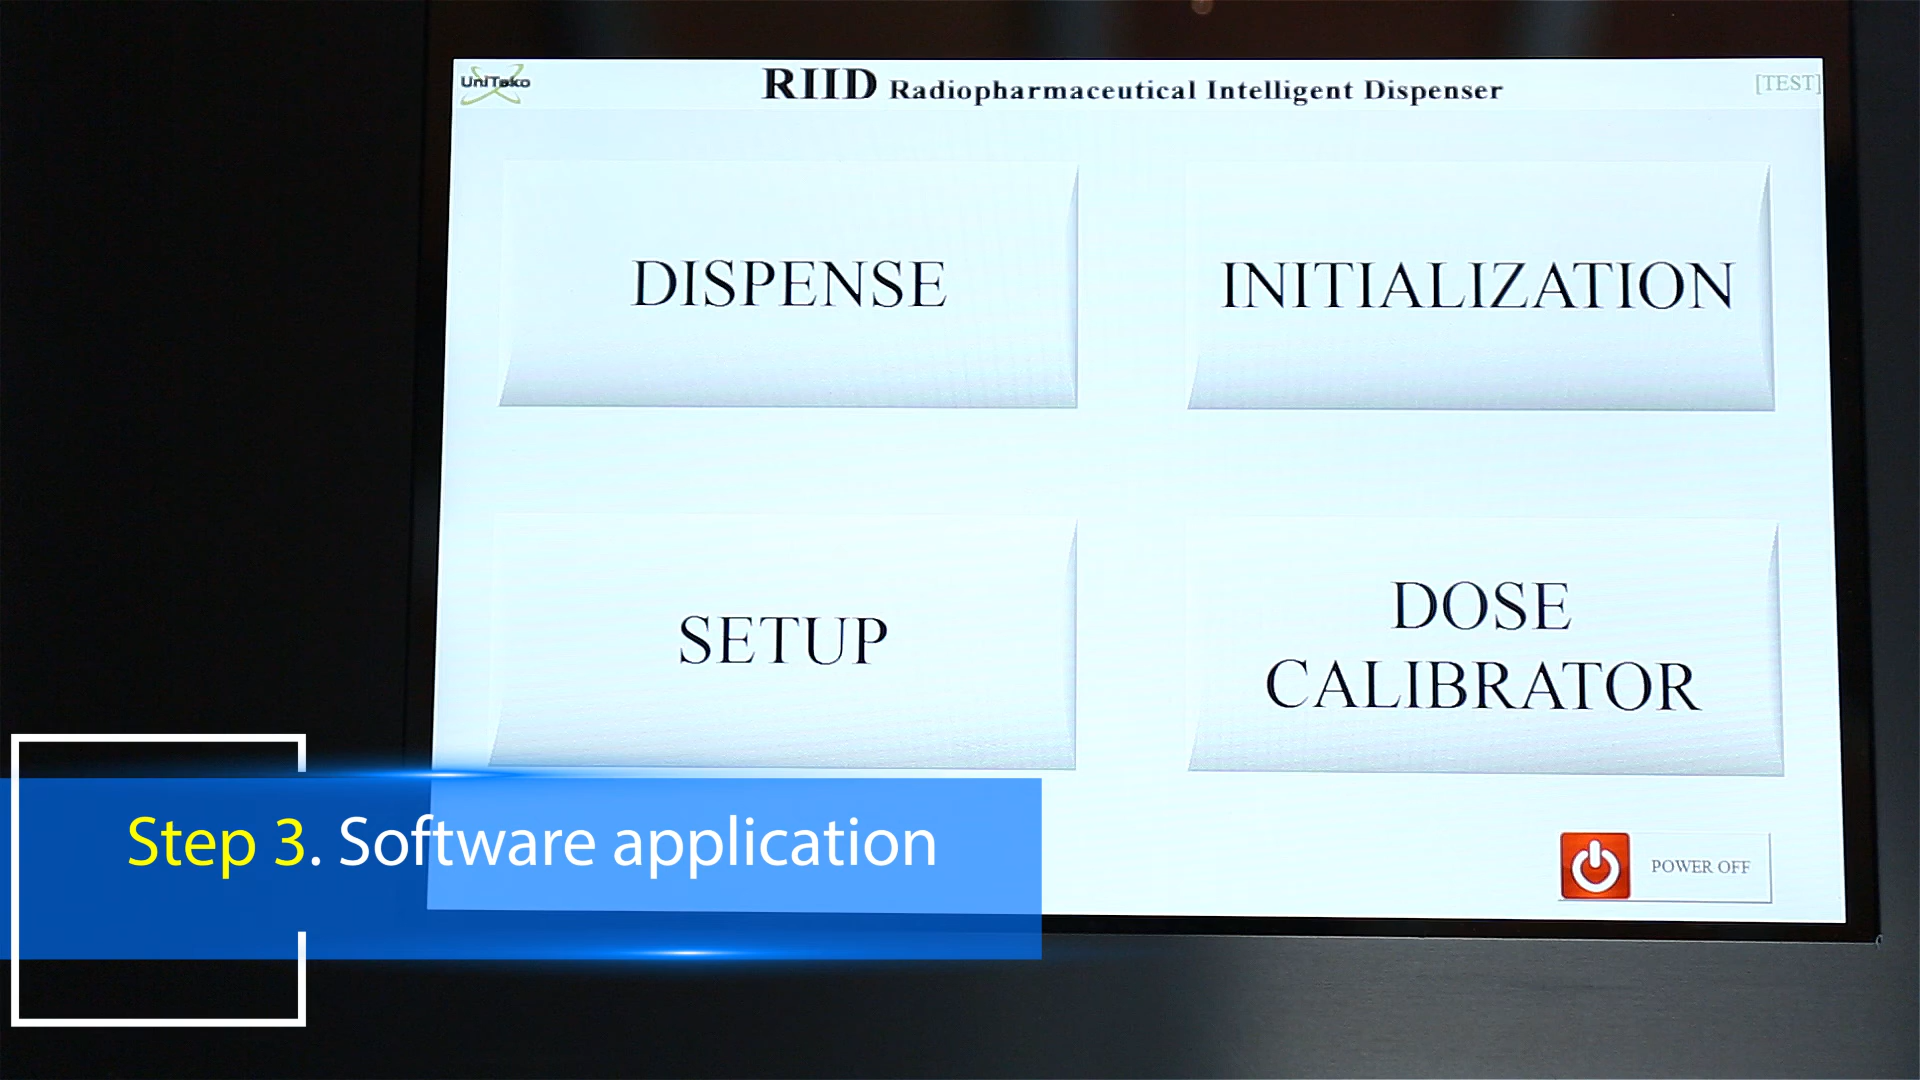 UniTeko
RIID Radiopharmaceutical Intelligent Dispenser
[TEST]
DISPENSE
INITIALIZATION
SETUP
DOSE
CALIBRATOR
POWER OFF
Step 3. Software application